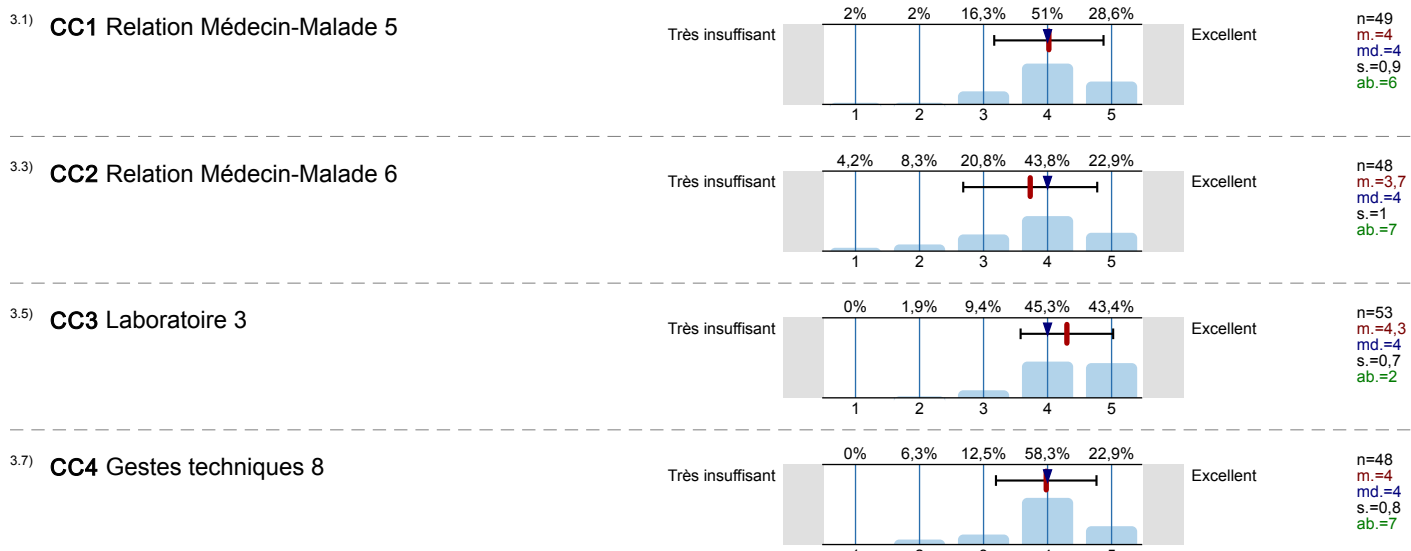 3.1) CC1 Relation Médecin-Malade 5
2% 2% 16,3% 51% 28,6%
Très insuffisant Excellent
1 2 3 4 5
n=49
m.=4
md.=4
s.=0,9
ab.=6
3.3) CC2 Relation Médecin-Malade 6
4,2% 8,3% 20,8% 43,8% 22,9%
Très insuffisant Excellent
1 2 3 4 5
n=48
m.=3,7
md.=4
s.=1
ab.=7
3.5) CC3 Laboratoire 3
0% 1,9% 9,4% 45,3% 43,4%
Très insuffisant Excellent
1 2 3 4 5
n=53
m.=4,3
md.=4
s.=0,7
ab.=2
3.7) CC4 Gestes techniques 8
0% 6,3% 12,5% 58,3% 22,9%
Très insuffisant Excellent
n=48
m.=4
md.=4
s.=0,8
ab.=7